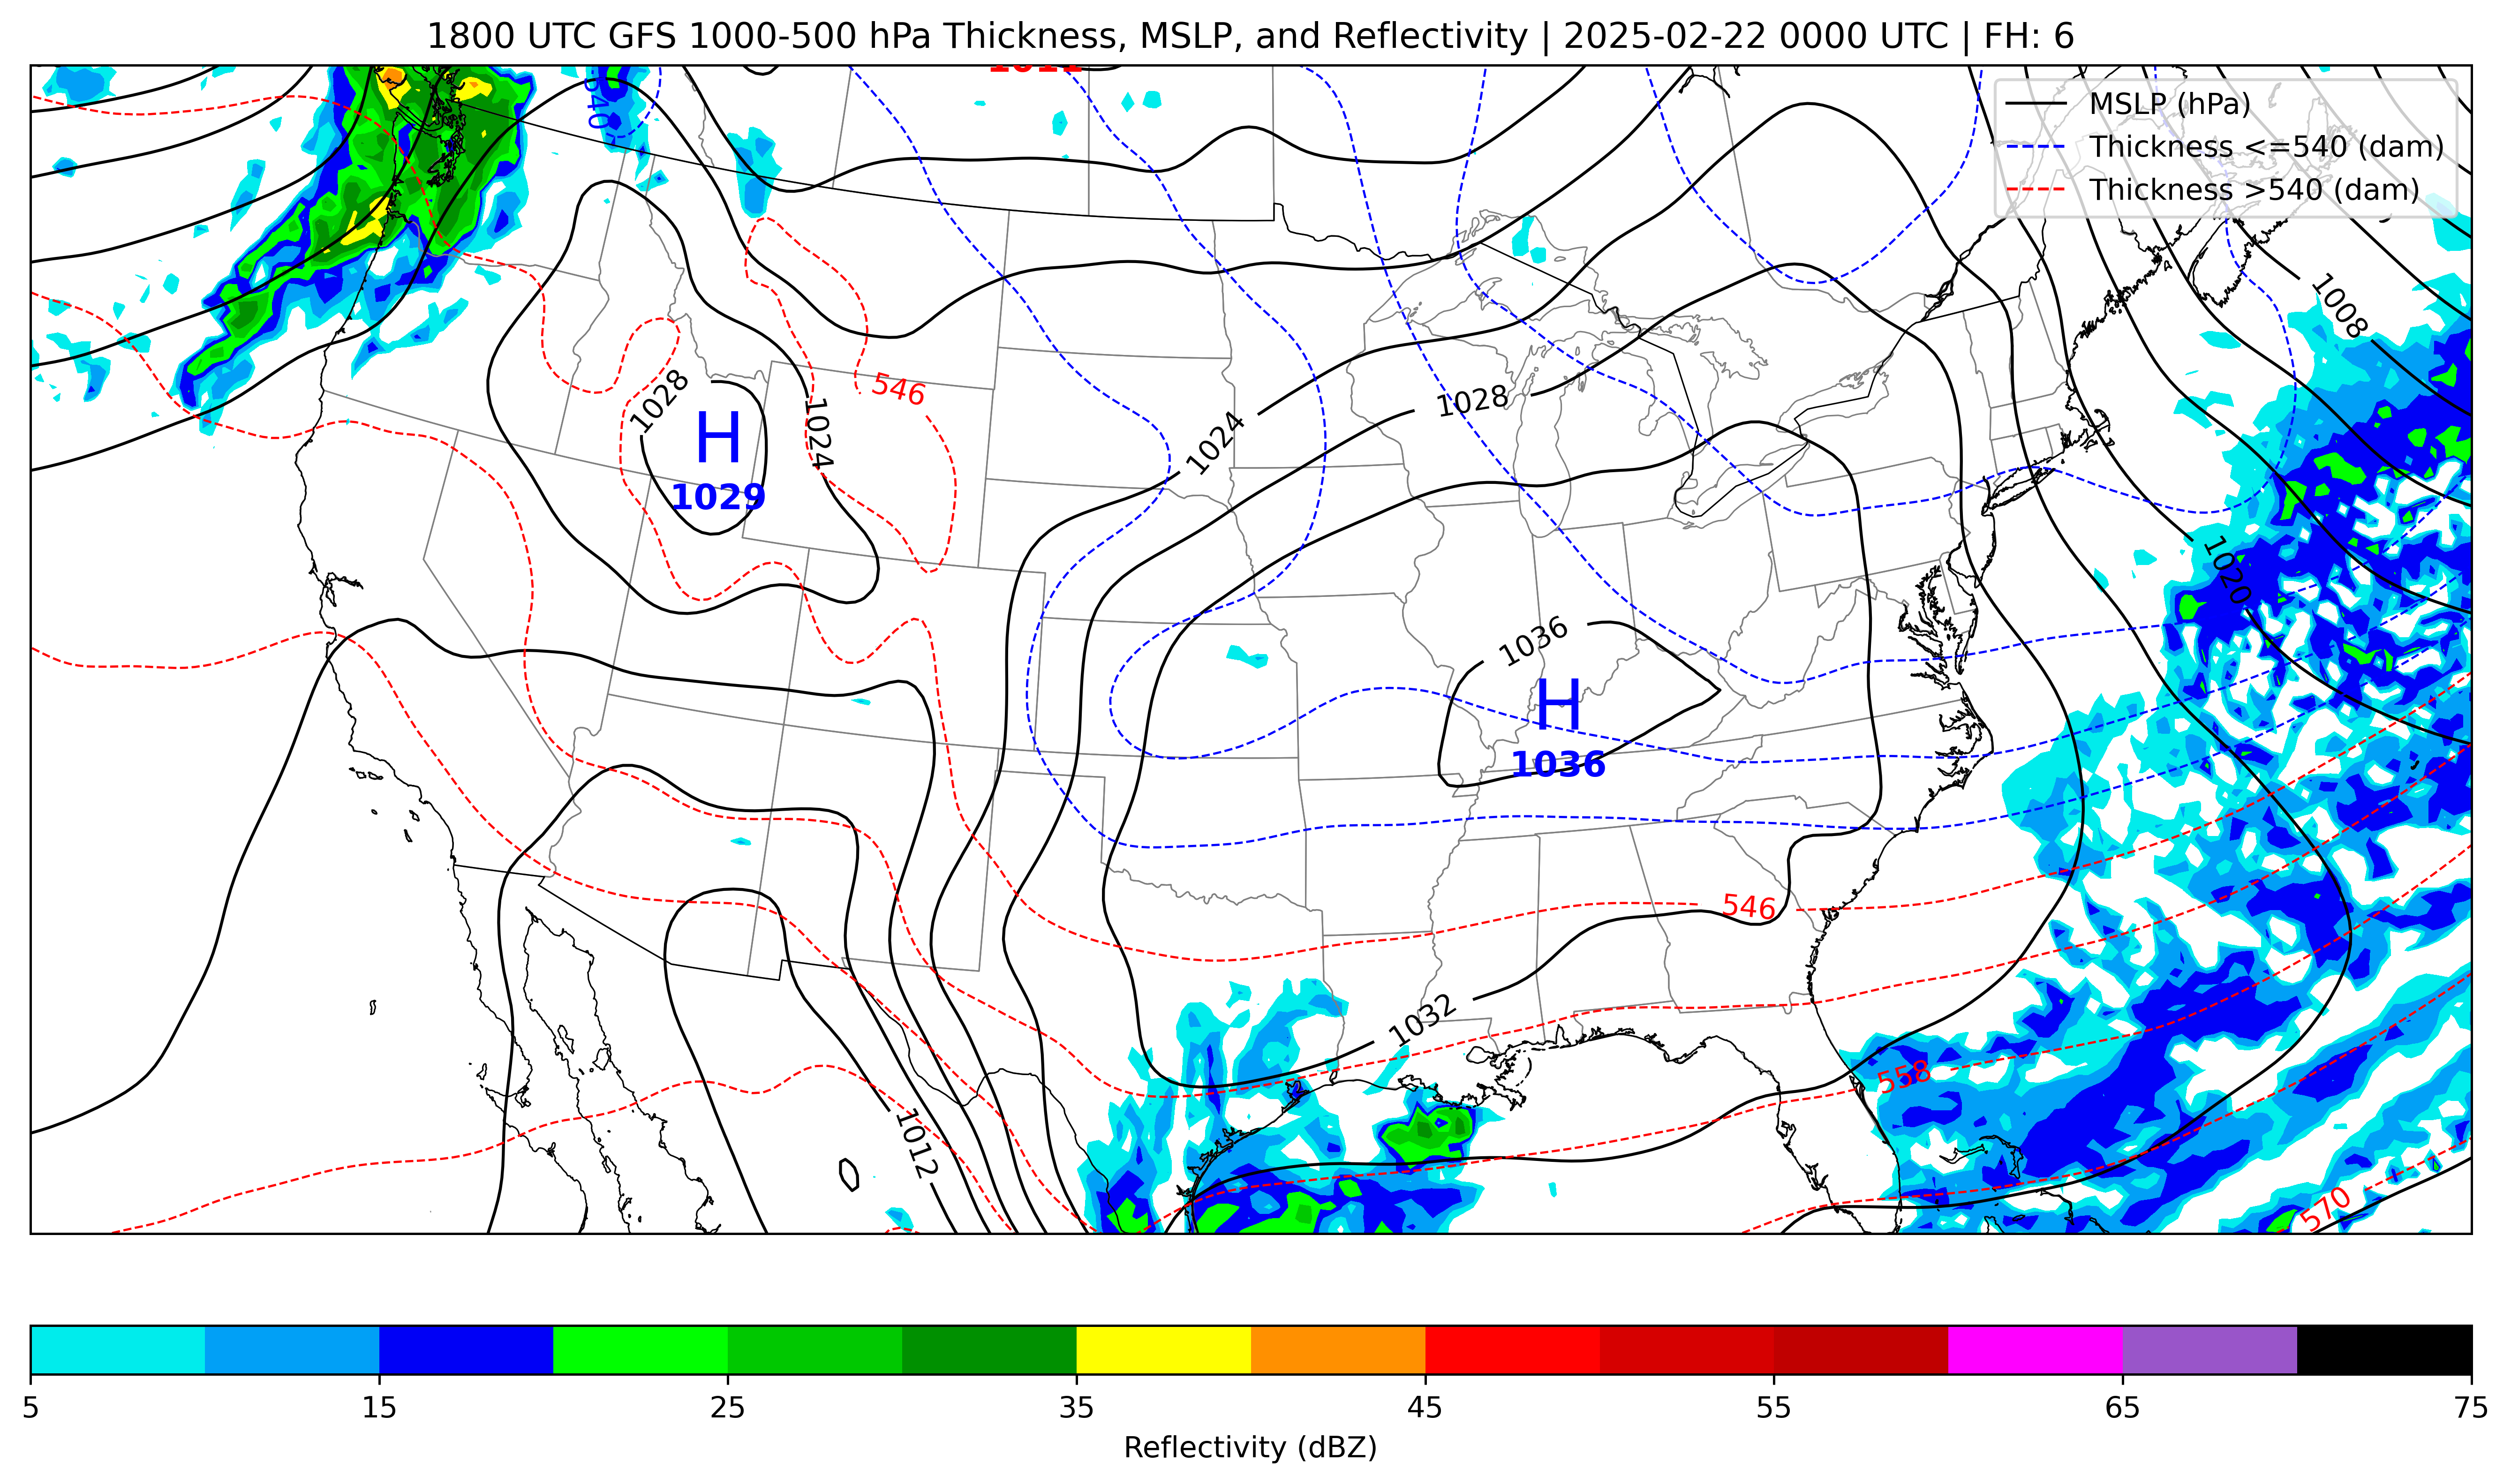 1800 UTC GFS 1000-500 hPa Thickness, MSLP, and Reflectivity | 2025-02-22 0000 UTC | FH: 6
MSLP (hPa)
Thickness <=540 (dam)
Thickness >540 (dam)
540
1008
546
1028
1024
1028
1024
H
1029
1020
1036
H
1036
546
1032
558
1012
570
5 15 25 35 45 55 65 75
Reflectivity (dBZ)